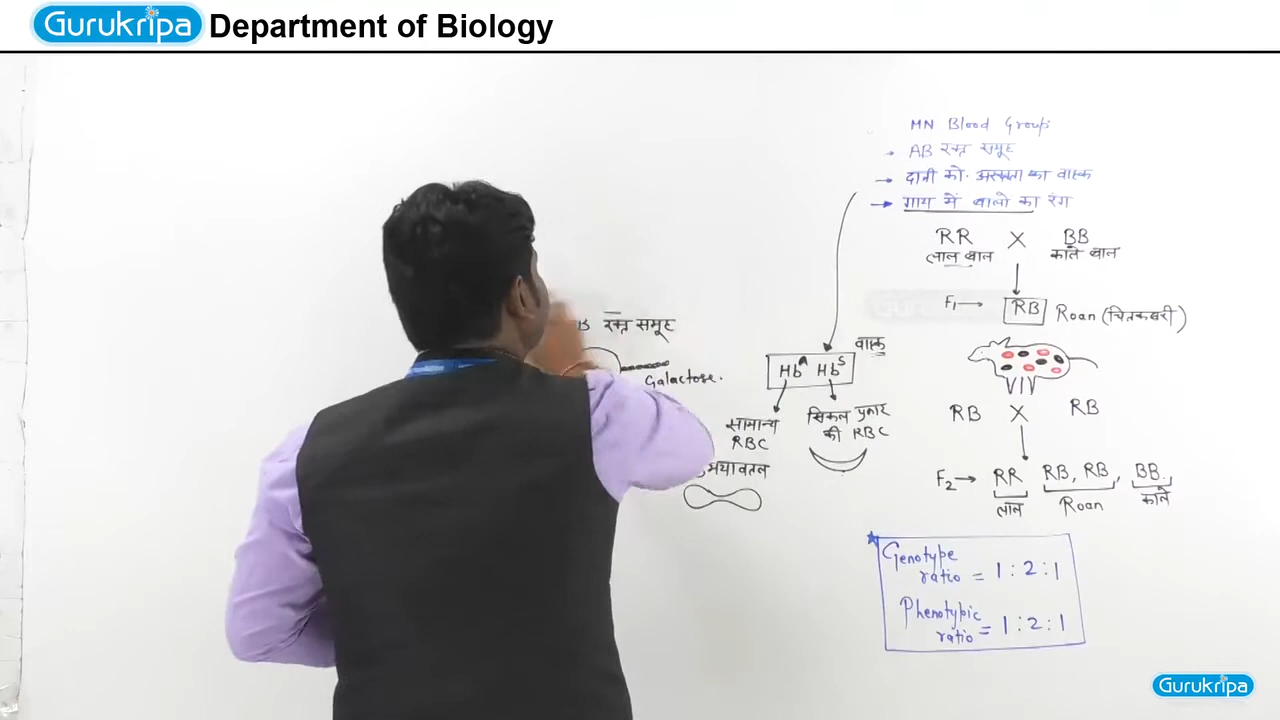 Gurukripa Department of Biology
MN Blood Group
→ AB रक्त समूह
→ दात्री को· का वाहक
→ गाय में बालो का रंग
RR X BB
लाल बाल काले बाल
F₁→ RB Roan (चितकबरी)
RB X RB
F₂→ RR RB, RB, BB
लाल Roan काले
★ Genotype ratio = 1 : 2 : 1
Phenotypic ratio = 1 : 2 : 1
वाहक
Hbᴬ Hbˢ
सामान्य RBC
सिकल प्रकार की RBC
B रक्त समूह
Galactose.
Gurukripa